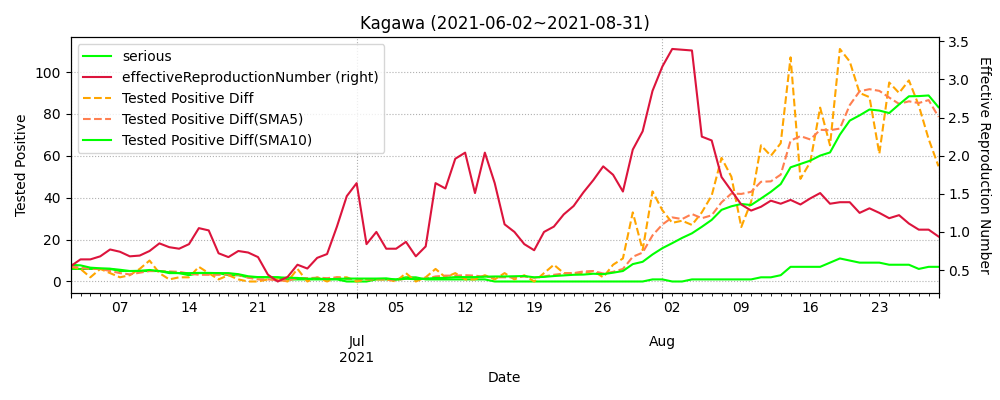 Kagawa (2021-06-02~2021-08-31)
serious
effectiveReproductionNumber (right)
Tested Positive Diff
Tested Positive Diff(SMA5)
Tested Positive Diff(SMA10)
Tested Positive
100
80
60
40
20
0
3.5
3.0
2.5
2.0
1.5
1.0
0.5
Effective Reproduction Number
07 14 21 28 05 12 19 26 02 09 16 23
Jul Aug
2021
Date